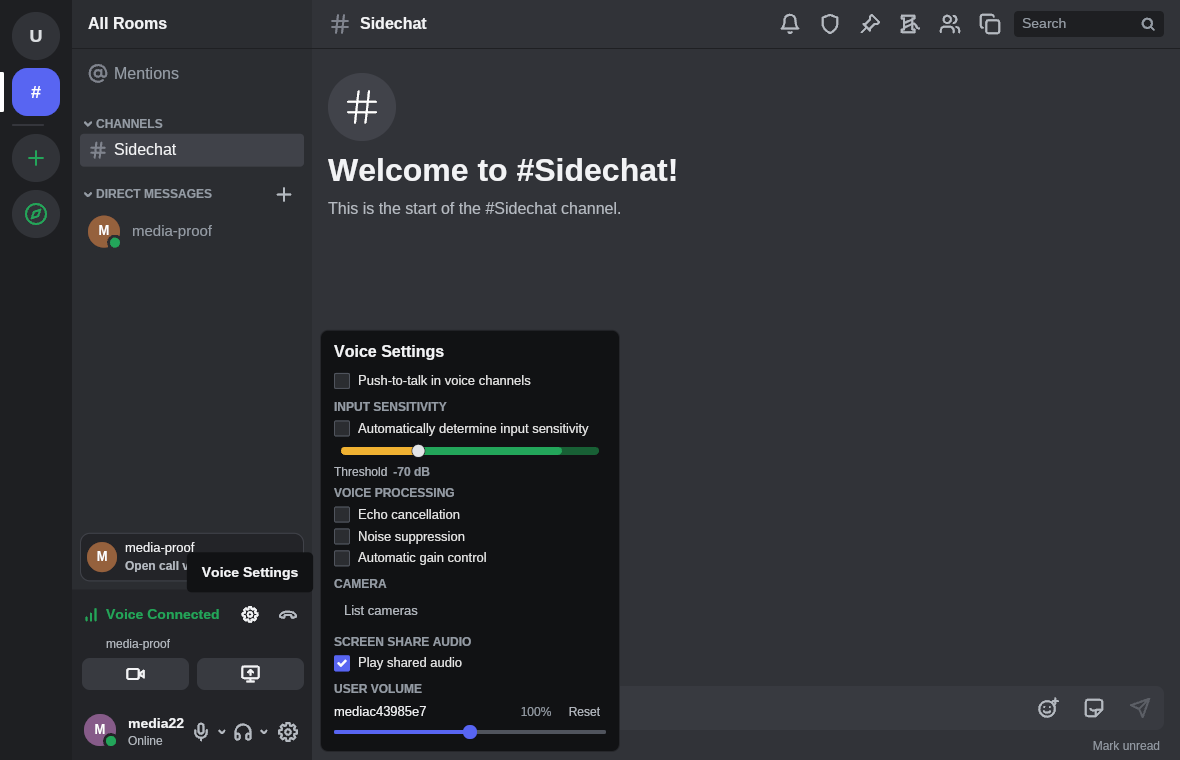 U
#
All Rooms
Mentions
CHANNELS
Sidechat
DIRECT MESSAGES
M
media-proof
Sidechat
Search
Welcome to #Sidechat!
This is the start of the #Sidechat channel.
Voice Settings
Push-to-talk in voice channels
INPUT SENSITIVITY
Automatically determine input sensitivity
Threshold -70 dB
VOICE PROCESSING
Echo cancellation
Noise suppression
Automatic gain control
CAMERA
List cameras
SCREEN SHARE AUDIO
Play shared audio
USER VOLUME
mediac43985e7 100% Reset
M
media-proof
Open call
Voice Settings
Voice Connected
media-proof
M
media22
Online
Mark unread